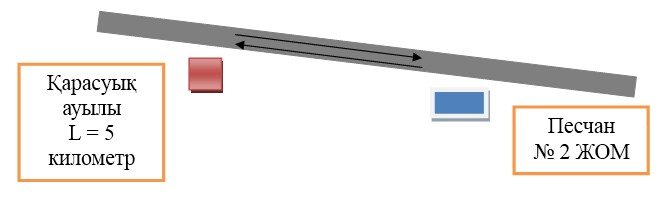 Қарасуық
ауылы
L = 5
километр
Песчан
№ 2 ЖОМ